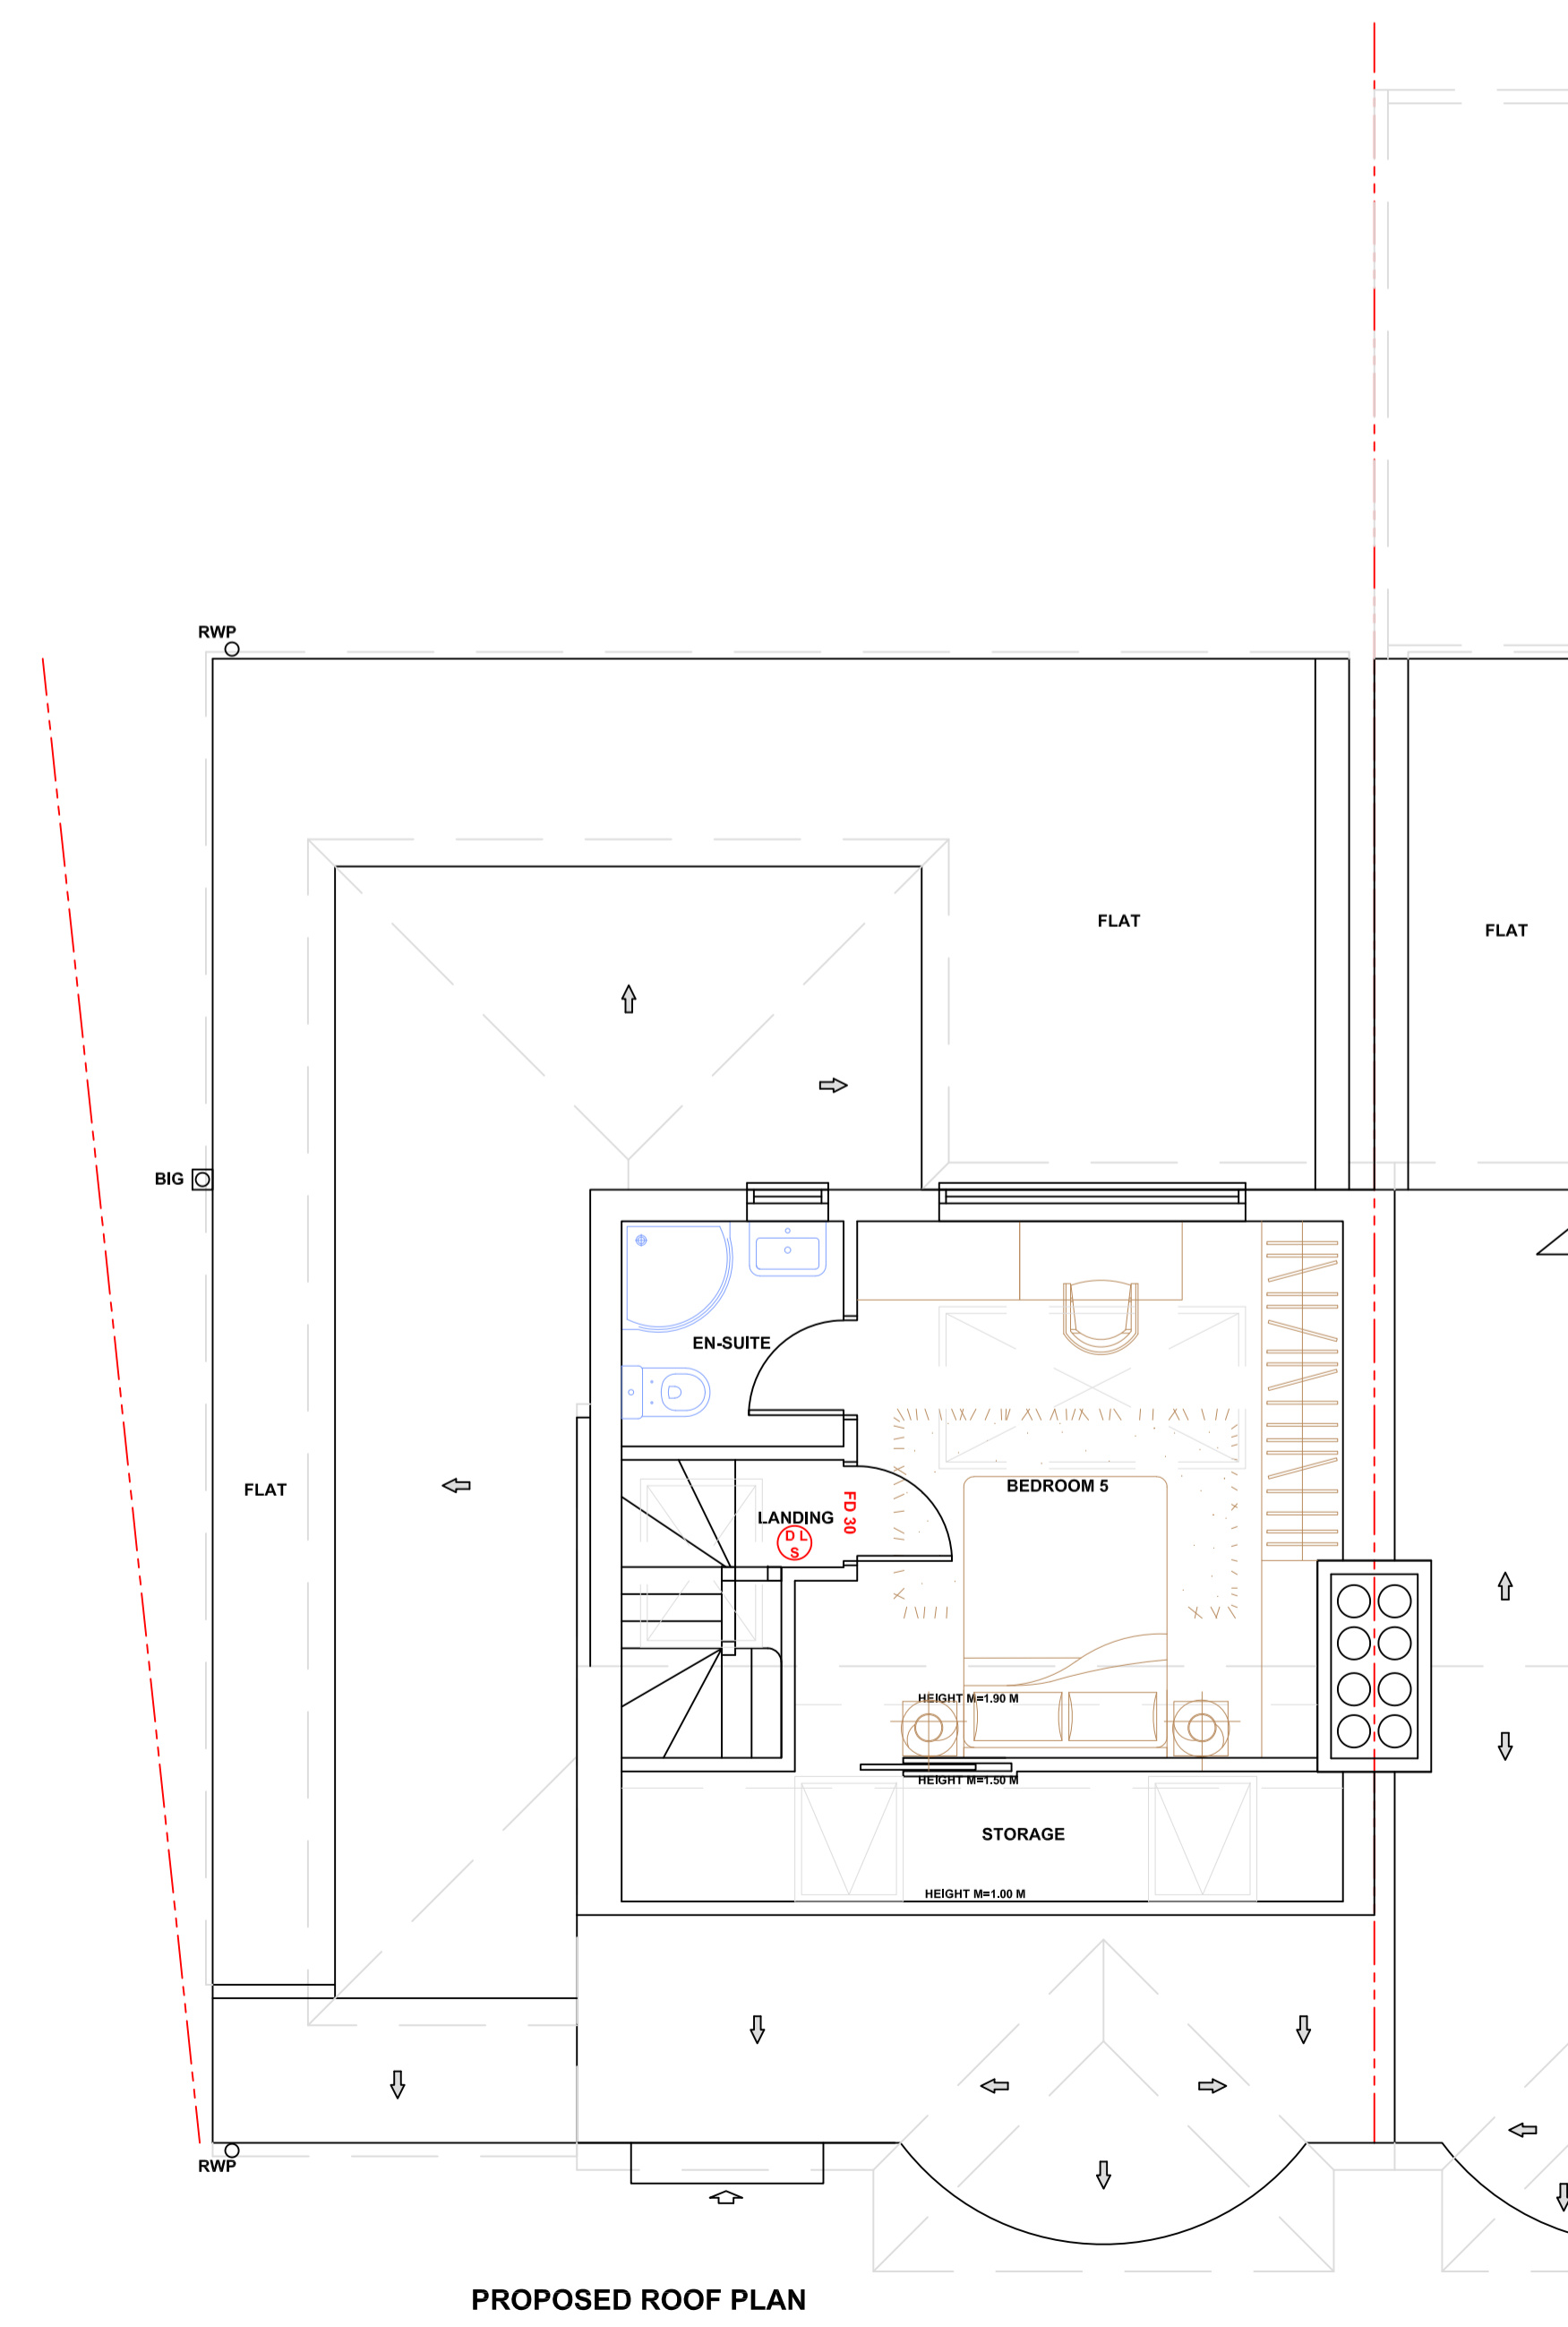 RWP
FLAT
FLAT
BIG
EN-SUITE
BEDROOM 5
FLAT
FD 30
LANDING
D L
S
HEIGHT M=1.90 M
HEIGHT M=1.50 M
STORAGE
HEIGHT M=1.00 M
RWP
PROPOSED ROOF PLAN